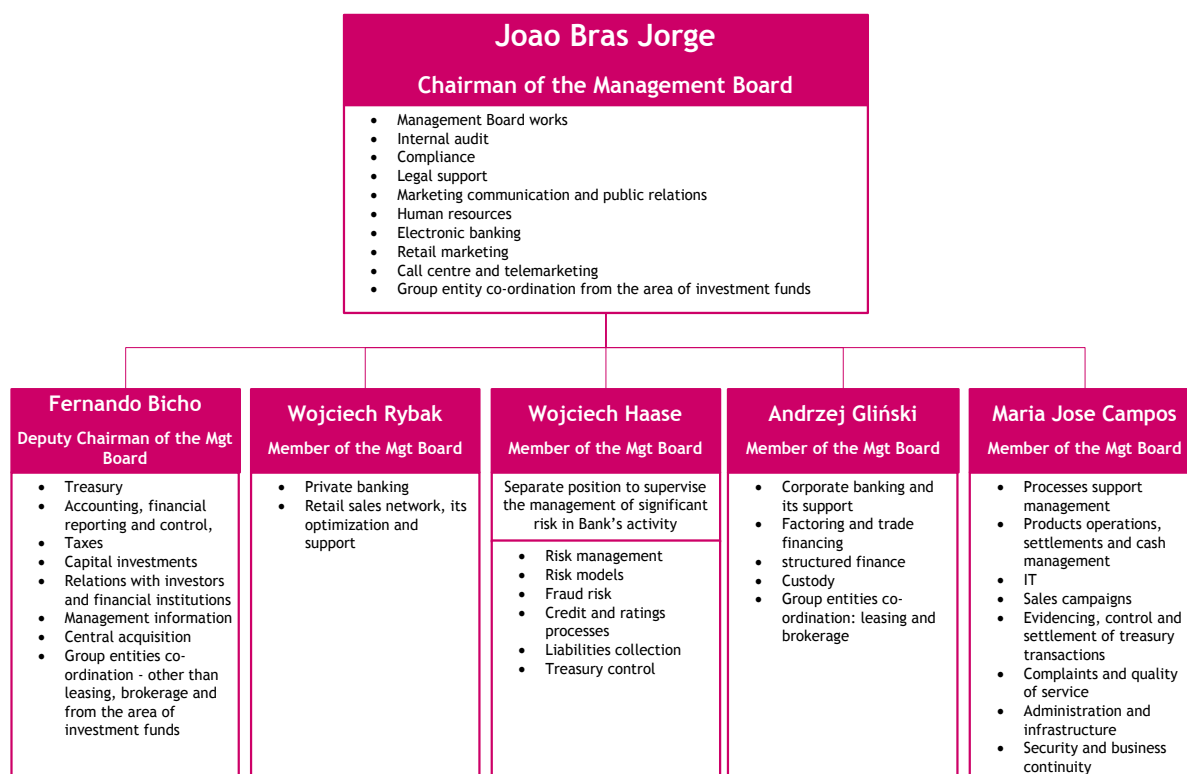 Joao Bras Jorge
Chairman of the Management Board
• Management Board works
• Internal audit
• Compliance
• Legal support
• Marketing communication and public relations
• Human resources
• Electronic banking
• Retail marketing
• Call centre and telemarketing
• Group entity co-ordination from the area of investment funds
Fernando Bicho
Deputy Chairman of the Mgt
Board
• Treasury
• Accounting, financial
reporting and control,
• Taxes
• Capital investments
• Relations with investors
and financial institutions
• Management information
• Central acquisition
• Group entities co-
ordination - other than
leasing, brokerage and
from the area of
investment funds
Wojciech Rybak
Member of the Mgt Board
• Private banking
• Retail sales network, its
optimization and
support
Wojciech Haase
Member of the Mgt Board
Separate position to supervise
the management of significant
risk in Bank’s activity
• Risk management
• Risk models
• Fraud risk
• Credit and ratings
processes
• Liabilities collection
• Treasury control
Andrzej Gliński
Member of the Mgt Board
• Corporate banking and
its support
• Factoring and trade
financing
• structured finance
• Custody
• Group entities co-
ordination: leasing and
brokerage
Maria Jose Campos
Member of the Mgt Board
• Processes support
management
• Products operations,
settlements and cash
management
• IT
• Sales campaigns
• Evidencing, control and
settlement of treasury
transactions
• Complaints and quality
of service
• Administration and
infrastructure
• Security and business
continuity